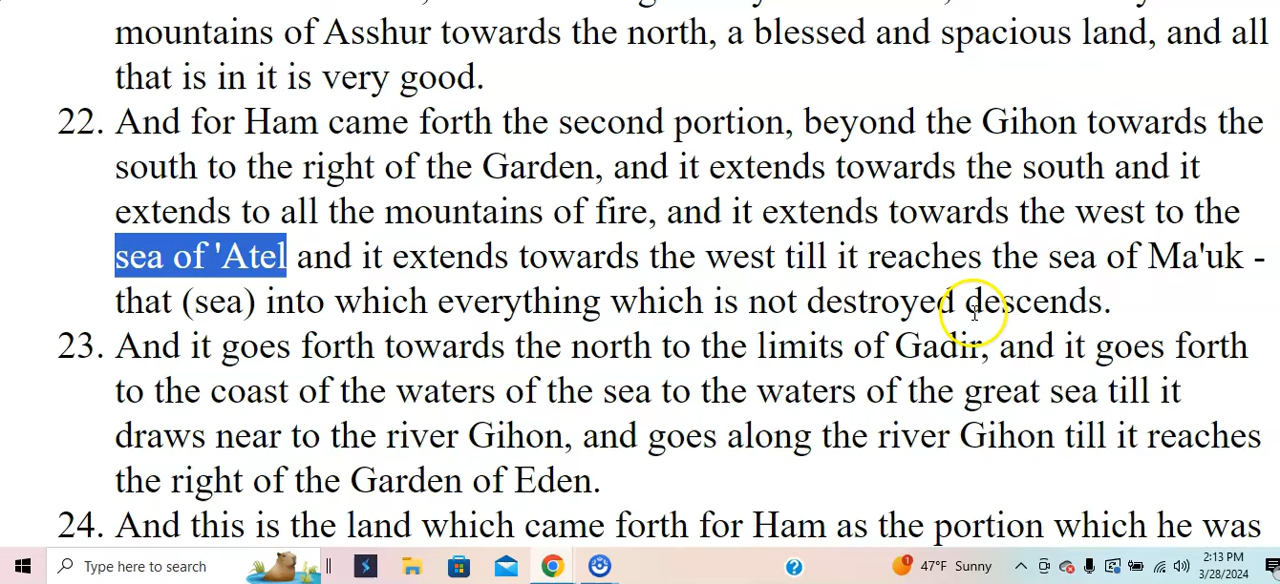 mountains of Asshur towards the north, a blessed and spacious land, and all
that is in it is very good.
22. And for Ham came forth the second portion, beyond the Gihon towards the
south to the right of the Garden, and it extends towards the south and it
extends to all the mountains of fire, and it extends towards the west to the
sea of 'Atel and it extends towards the west till it reaches the sea of Ma'uk -
that (sea) into which everything which is not destroyed descends.
23. And it goes forth towards the north to the limits of Gadir, and it goes forth
to the coast of the waters of the sea to the waters of the great sea till it
draws near to the river Gihon, and goes along the river Gihon till it reaches
the right of the Garden of Eden.
24. And this is the land which came forth for Ham as the portion which he was
Type here to search
47°F Sunny
2:13 PM
3/28/2024